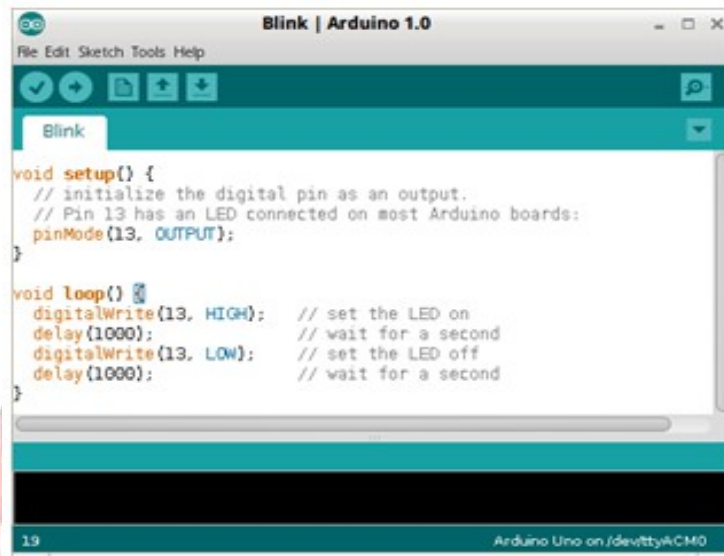 Blink | Arduino 1.0
File Edit Sketch Tools Help
Blink
void setup() {
  // initialize the digital pin as an output.
  // Pin 13 has an LED connected on most Arduino boards:
  pinMode(13, OUTPUT);
}
void loop() {
  digitalWrite(13, HIGH);   // set the LED on
  delay(1000);              // wait for a second
  digitalWrite(13, LOW);    // set the LED off
  delay(1000);              // wait for a second
}
19 Arduino Uno on /dev/ttyACM0